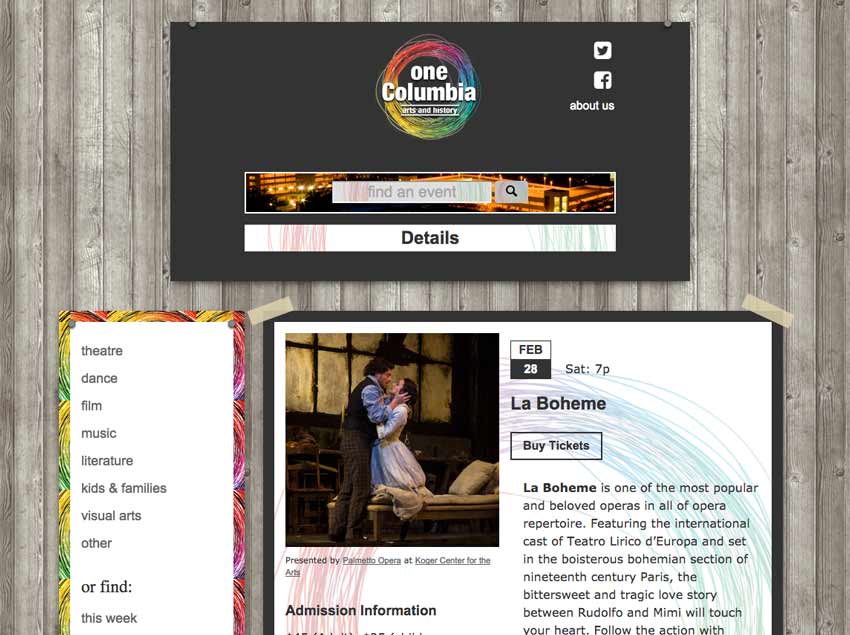 one
Columbia
arts and history
about us
find an event
Details
theatre
dance
film
music
literature
kids & families
visual arts
other
or find:
this week
FEB
28
Sat: 7p
La Boheme
Buy Tickets
La Boheme is one of the most popular
and beloved operas in all of opera
repertoire. Featuring the international
cast of Teatro Lirico d'Europa and set
in the boisterous bohemian section of
nineteenth century Paris, the
bittersweet and tragic love story
between Rudolfo and Mimi will touch
your heart. Follow the action with
Presented by Palmetto Opera at Koger Center for the
Arts
Admission Information